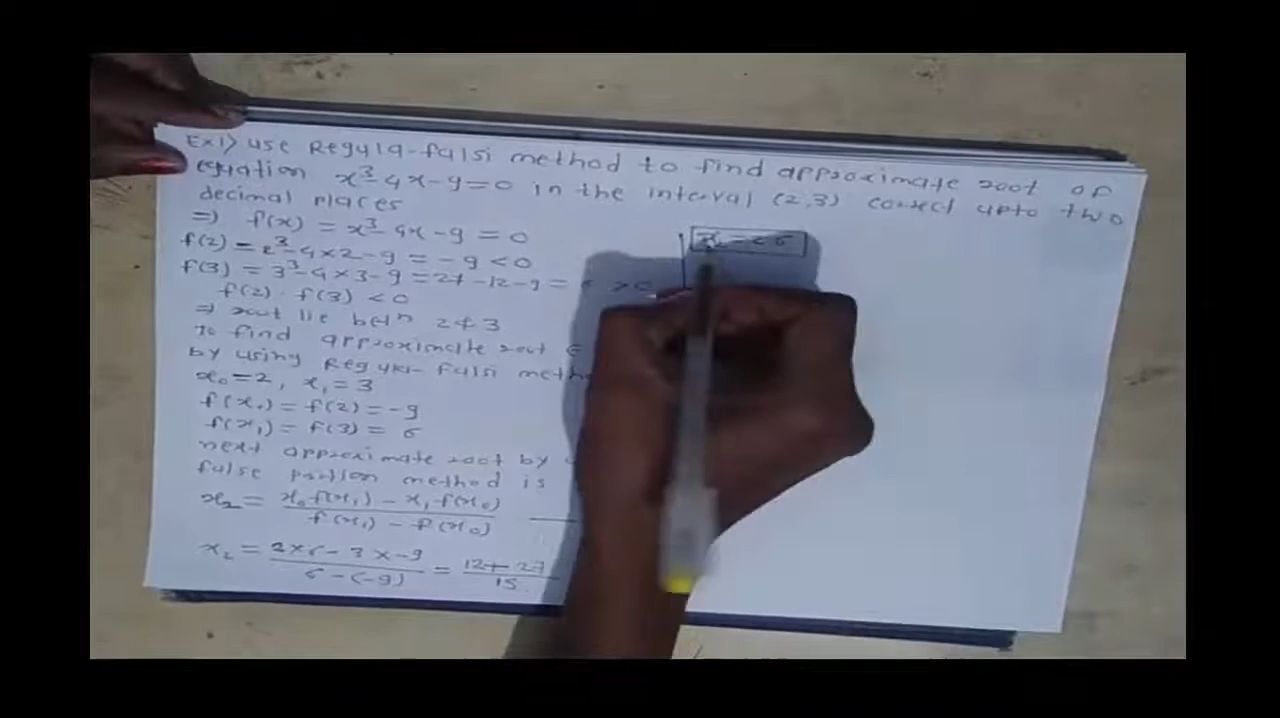 Ex1) use Regula-falsi method to find approximate root of
equation x³-4x-9=0 in the interval (2,3) correct upto two
decimal places
⇒ f(x) = x³-4x-9=0
f(2)=2³-4×2-9=-9<0
f(3)=3³-4×3-9=27-12-9=6>0
f(2)·f(3)<0
⇒ root lie betn 2 & 3
To find approximate root
by using Regula-falsi
x₀=2, x₁=3
f(x₁)=f(2)=-9
f(x₁)=f(3)=6
next approximate root by
false position method is
x₂ = x₀f(x₁)-x₁f(x₀) / f(x₁)-f(x₀)
x₂ = 2×6-3×-9 / 6-(-9) = 12+27 / 15
=2.6